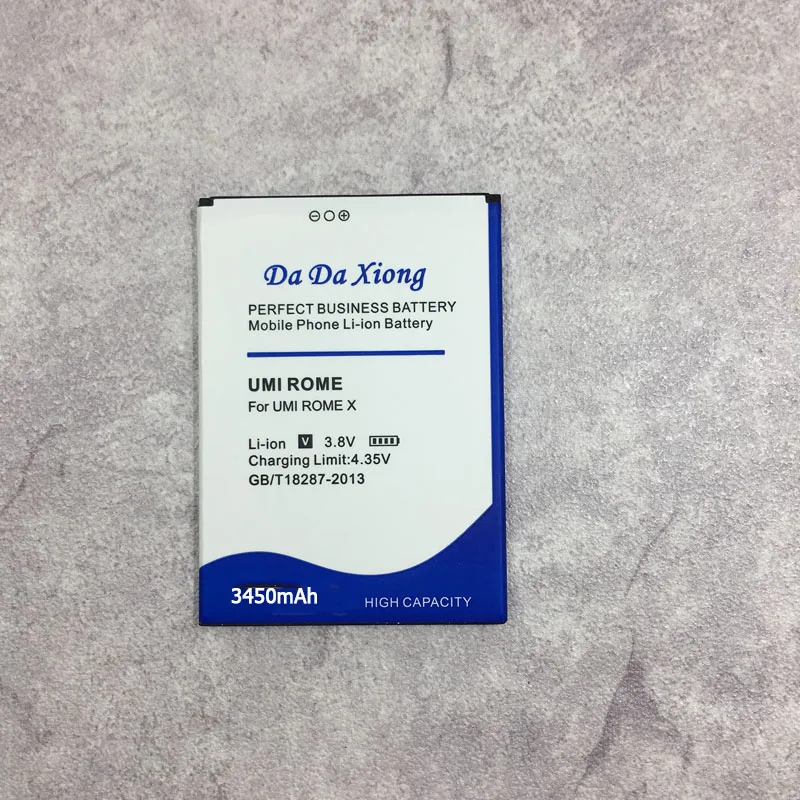 ⊖○⊕
Da Da Xiong
PERFECT BUSINESS BATTERY
Mobile Phone Li-ion Battery
UMI ROME
For UMI ROME X
Li-ion V 3.8V
Charging Limit:4.35V
GB/T18287-2013
3450mAh
HIGH CAPACITY